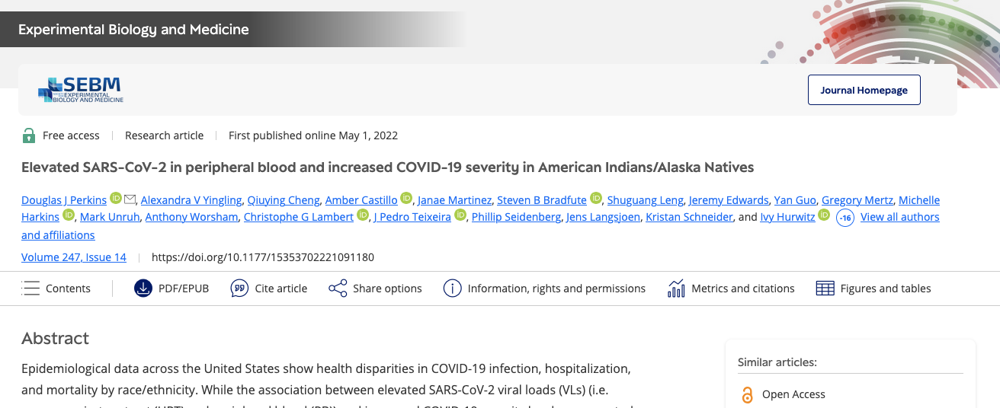 Experimental Biology and Medicine
SEBM
EXPERIMENTAL
BIOLOGY AND MEDICINE
Journal Homepage
Free access
Research article
First published online May 1, 2022
Elevated SARS-CoV-2 in peripheral blood and increased COVID-19 severity in American Indians/Alaska Natives
Douglas J Perkins iD, Alexandra V Yingling, Qiuying Cheng, Amber Castillo iD, Janae Martinez, Steven B Bradfute iD, Shuguang Leng, Jeremy Edwards, Yan Guo, Gregory Mertz, Michelle
Harkins iD, Mark Unruh, Anthony Worsham, Christophe G Lambert iD, J Pedro Teixeira iD, Phillip Seidenberg, Jens Langsjoen, Kristan Schneider, and Ivy Hurwitz iD -16 View all authors
and affiliations
Volume 247, Issue 14
https://doi.org/10.1177/15353702221091180
Contents
PDF/EPUB
Cite article
Share options
Information, rights and permissions
Metrics and citations
Figures and tables
Abstract
Epidemiological data across the United States show health disparities in COVID-19 infection, hospitalization,
and mortality by race/ethnicity. While the association between elevated SARS-CoV-2 viral loads (VLs) (i.e.
Similar articles:
Open Access